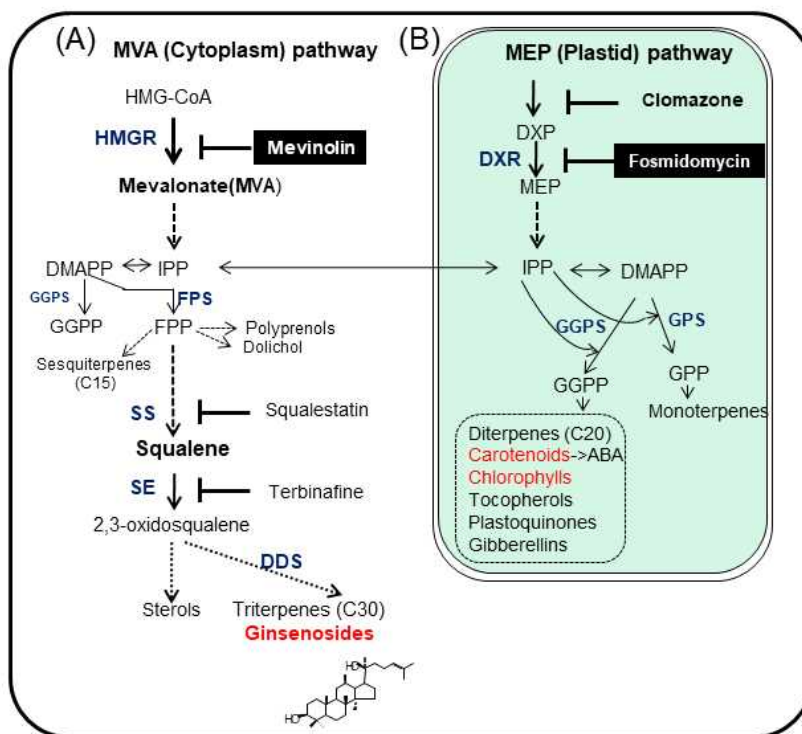 (A)
MVA (Cytoplasm) pathway
HMG-CoA
HMGR
Mevinolin
Mevalonate(MVA)
DMAPP
IPP
GGPS
FPS
GGPP
FPP
Polyprenols
Dolichol
Sesquiterpenes
(C15)
SS
Squalestatin
Squalene
SE
Terbinafine
2,3-oxidosqualene
DDS
Sterols
Triterpenes (C30)
Ginsenosides
HO
HO
(B)
MEP (Plastid) pathway
Clomazone
DXP
DXR
Fosmidomycin
MEP
IPP
DMAPP
GGPS
GPS
GGPP
GPP
Monoterpenes
Diterpenes (C20)
Carotenoids->ABA
Chlorophylls
Tocopherols
Plastoquinones
Gibberellins